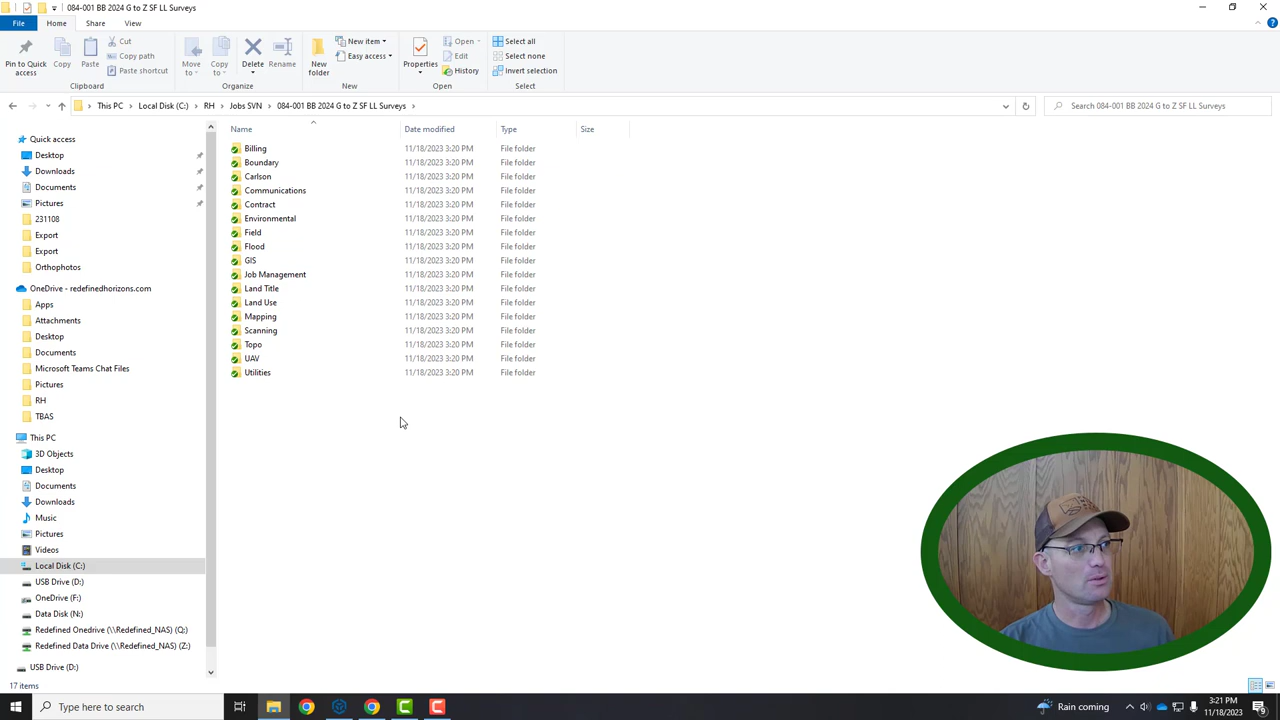 084-001 BB 2024 G to Z SF LL Surveys
File Home Share View
Pin to Quick access
Copy
Paste
Cut
Copy path
Paste shortcut
Clipboard
Move to
Copy to
Delete
Rename
Organize
New folder
New item
Easy access
New
Properties
Open
Edit
History
Open
Select all
Select none
Invert selection
Select
This PC > Local Disk (C:) > RH > Jobs SVN > 084-001 BB 2024 G to Z SF LL Surveys >
Search 084-001 BB 2024 G to Z SF LL Surveys
Quick access
Desktop
Downloads
Documents
Pictures
231108
Export
Export
Orthophotos
OneDrive - redefinedhorizons.com
Apps
Attachments
Desktop
Documents
Microsoft Teams Chat Files
Pictures
RH
TBAS
This PC
3D Objects
Desktop
Documents
Downloads
Music
Pictures
Videos
Local Disk (C:)
USB Drive (D:)
OneDrive (F:)
Data Disk (N:)
Redefined Onedrive (\\Redefined_NAS) (Q:)
Redefined Data Drive (\\Redefined_NAS) (Z:)
USB Drive (D:)
Name Date modified Type Size
Billing 11/18/2023 3:20 PM File folder
Boundary 11/18/2023 3:20 PM File folder
Carlson 11/18/2023 3:20 PM File folder
Communications 11/18/2023 3:20 PM File folder
Contract 11/18/2023 3:20 PM File folder
Environmental 11/18/2023 3:20 PM File folder
Field 11/18/2023 3:20 PM File folder
Flood 11/18/2023 3:20 PM File folder
GIS 11/18/2023 3:20 PM File folder
Job Management 11/18/2023 3:20 PM File folder
Land Title 11/18/2023 3:20 PM File folder
Land Use 11/18/2023 3:20 PM File folder
Mapping 11/18/2023 3:20 PM File folder
Scanning 11/18/2023 3:20 PM File folder
Topo 11/18/2023 3:20 PM File folder
UAV 11/18/2023 3:20 PM File folder
Utilities 11/18/2023 3:20 PM File folder
17 items
Type here to search
Rain coming
3:21 PM
11/18/2023